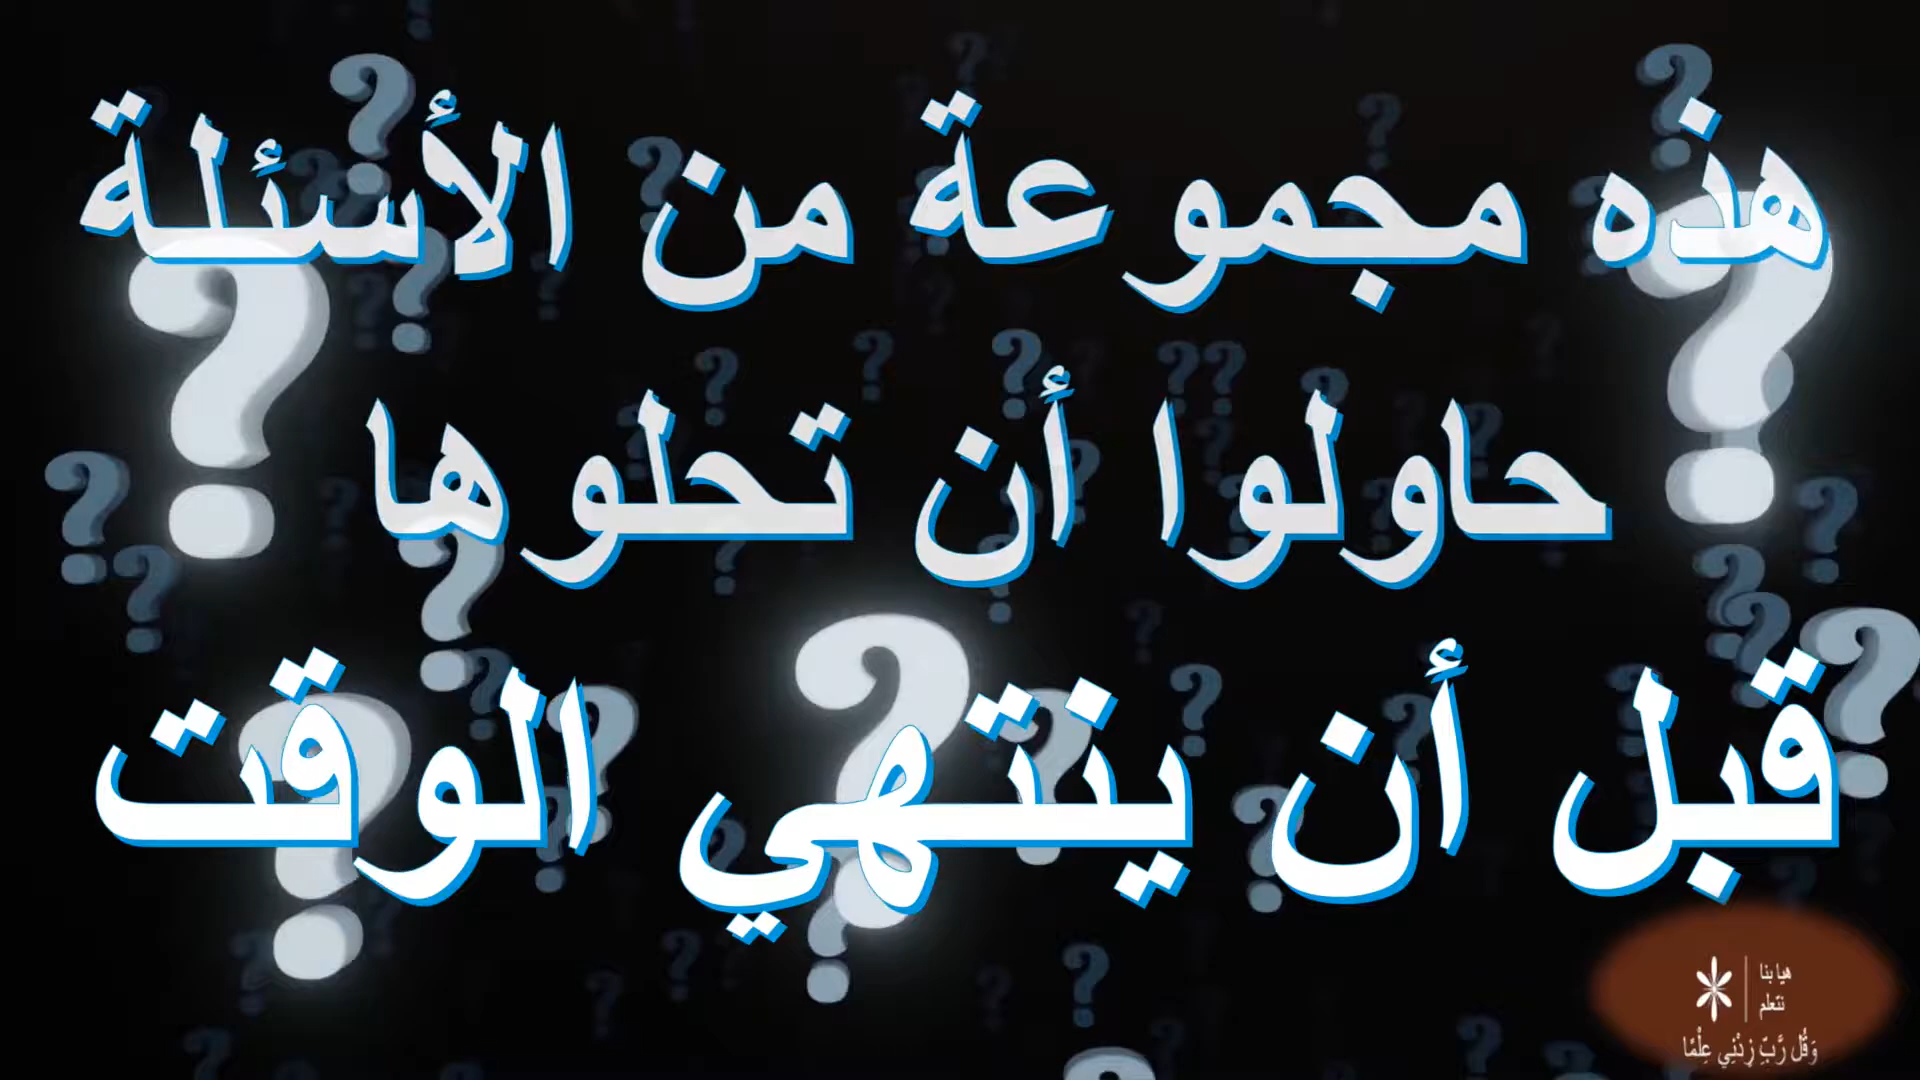 هذه مجموعة من الأسئلة
حاولوا أن تحلوها
قبل أن ينتهي الوقت
هيا بنا
نتعلم
وَقُل رَّبِّ زِدْنِي عِلْمًا